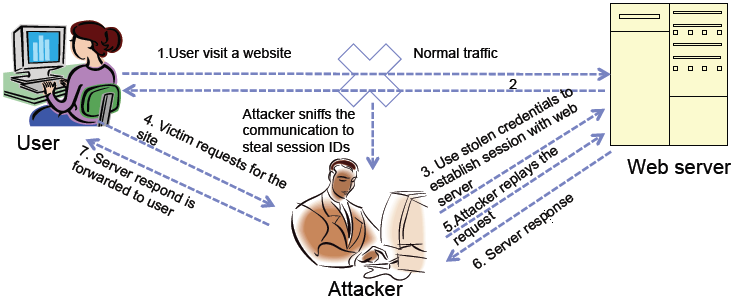 1.User visit a website
Normal traffic
2
Attacker sniffs the
communication to
steal session IDs
User
4. Victim requests for the
site
7. Server respond is
forwarded to user
3. Use stolen credentials to
establish session with web
server
5.Attacker replays the
request
6. Server response
Web server
Attacker